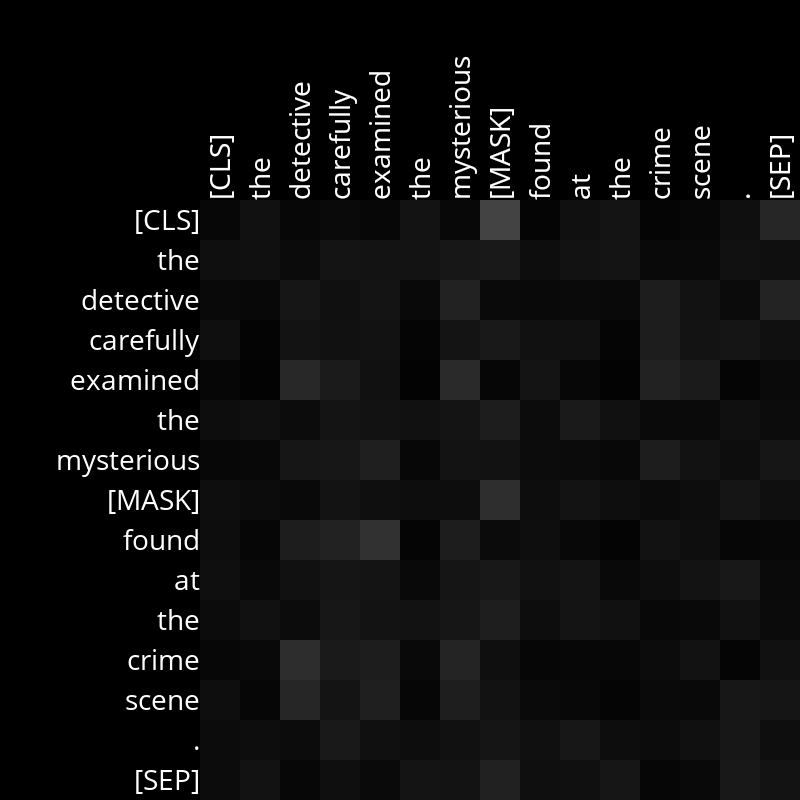 [CLS] the detective carefully examined the mysterious [MASK] found at the crime scene . [SEP]
[CLS]
the
detective
carefully
examined
the
mysterious
[MASK]
found
at
the
crime
scene
.
[SEP]